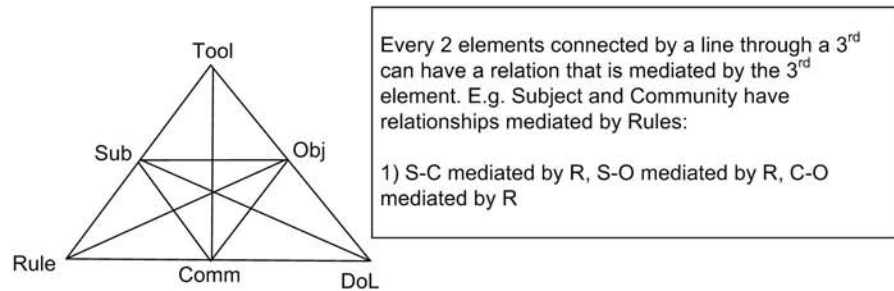 Tool
Sub
Obj
Rule
Comm
DoL
Every 2 elements connected by a line through a 3rd
can have a relation that is mediated by the 3rd
element. E.g. Subject and Community have
relationships mediated by Rules:
1) S-C mediated by R, S-O mediated by R, C-O
mediated by R